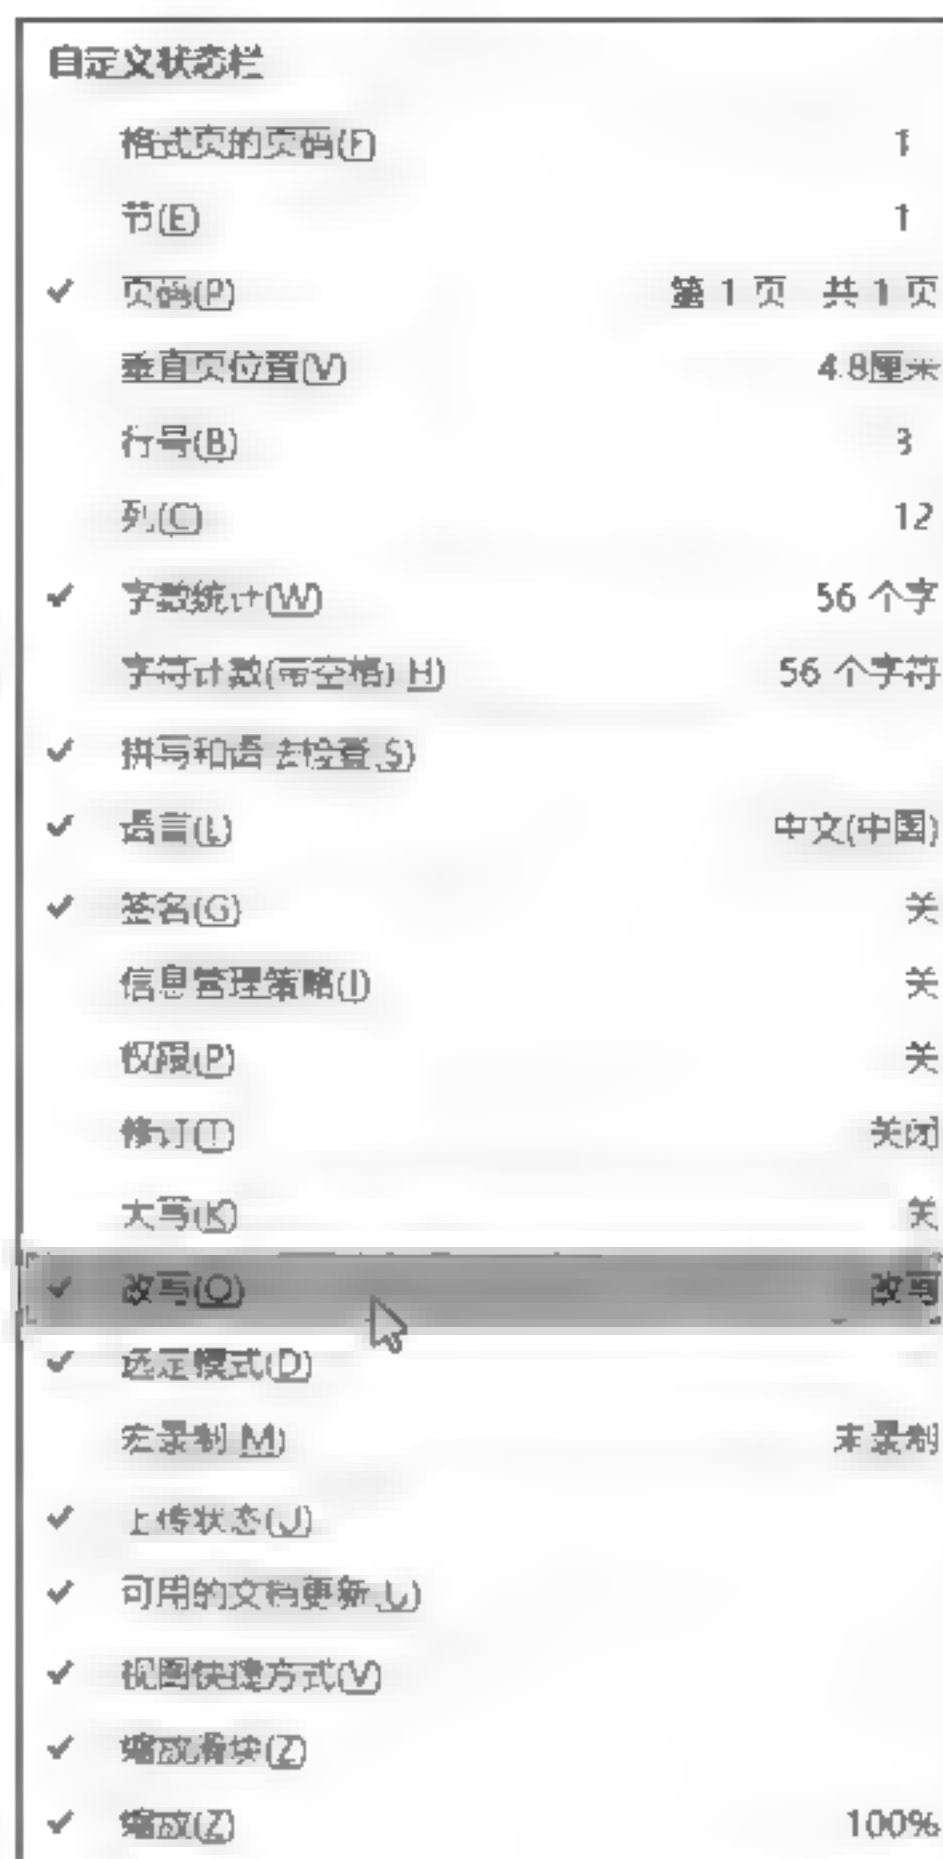 自定义状态栏
格式页的页码(F) 1
节(E) 1
✓ 页码(P) 第 1 页 共 1 页
垂直页位置(V) 4.8厘米
行号(B) 3
列(C) 12
✓ 字数统计(W) 56 个字
字符计数(带空格)(H) 56 个字符
✓ 拼写和语法检查(S)
✓ 语言(L) 中文(中国)
✓ 签名(G) 关
信息管理策略(I) 关
权限(P) 关
修订(T) 关闭
大写(K) 关
✓ 改写(O) 改写
✓ 选定模式(D)
宏录制(M) 未录制
✓ 上传状态(U)
✓ 可用的文档更新(U)
✓ 视图快捷方式(V)
✓ 缩放滑块(Z)
✓ 缩放(Z) 100%